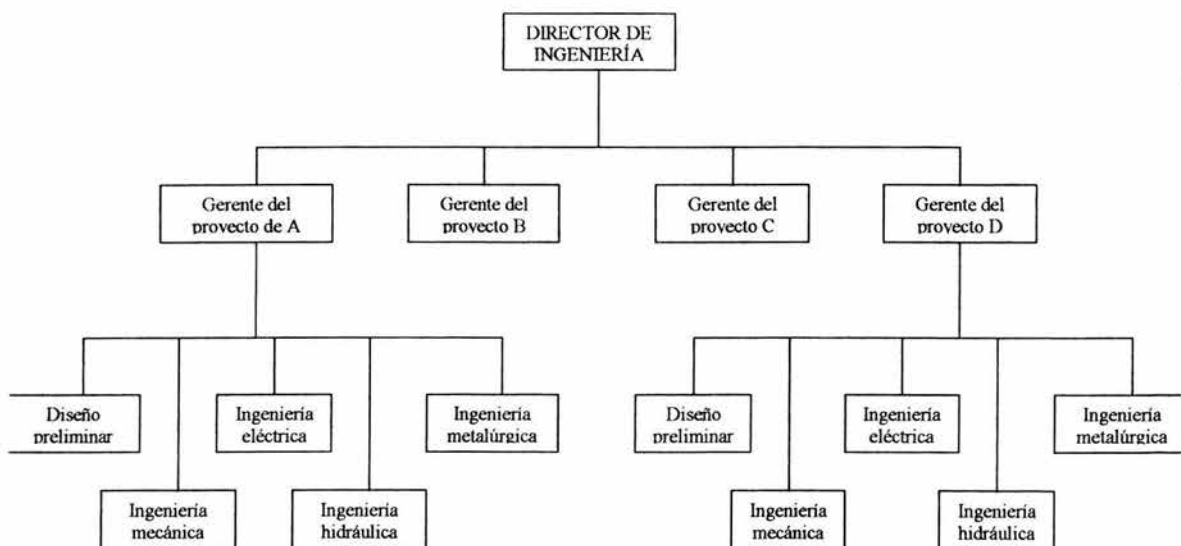 DIRECTOR DE
INGENIERÍA
Gerente del
proyecto de A
Gerente del
proyecto B
Gerente del
proyecto C
Gerente del
proyecto D
Diseño
preliminar
Ingeniería
eléctrica
Ingeniería
metalúrgica
Diseño
preliminar
Ingeniería
eléctrica
Ingeniería
metalúrgica
Ingeniería
mecánica
Ingeniería
hidráulica
Ingeniería
mecánica
Ingeniería
hidráulica